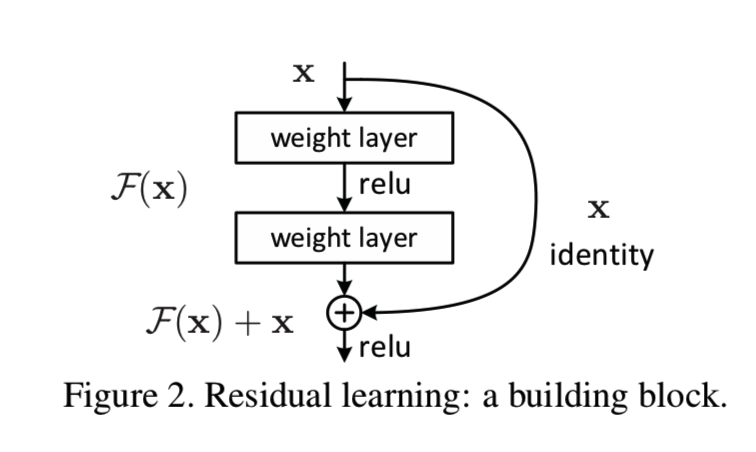 x
weight layer
relu
F(x)
x
weight layer
identity
F(x) + x
+
relu
Figure 2. Residual learning: a building block.